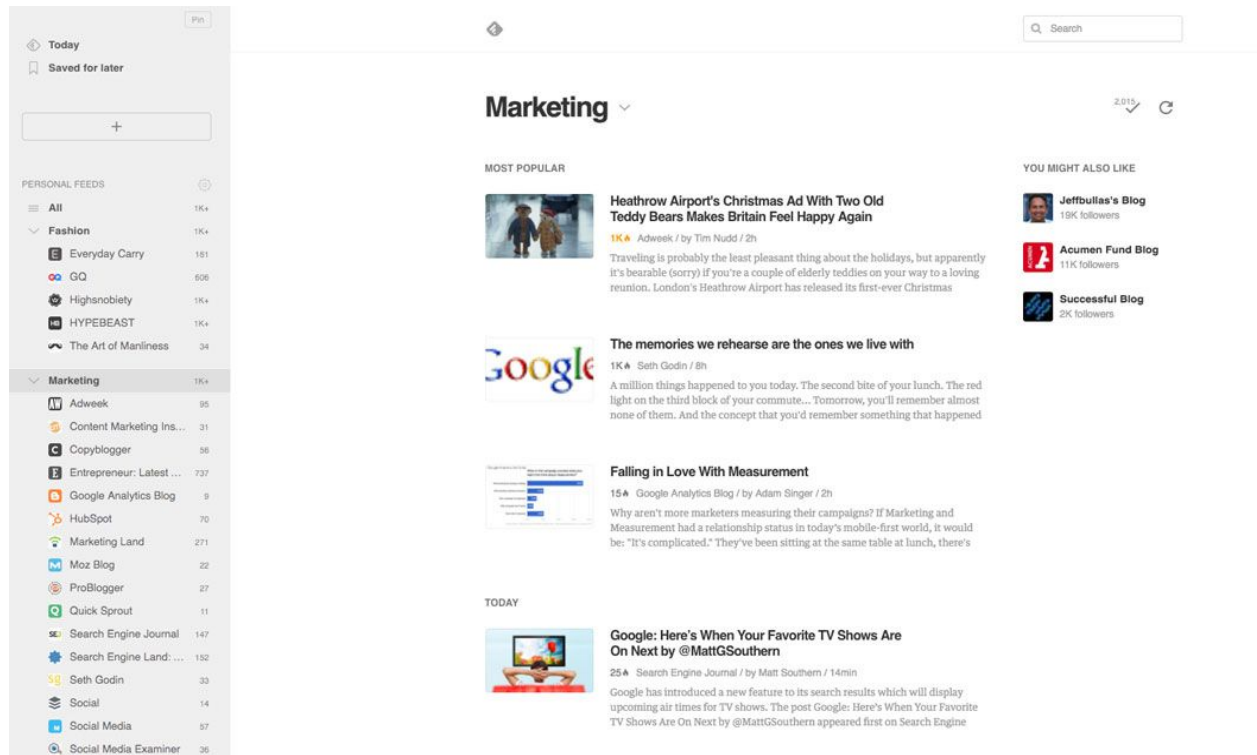 Pin
Today
Saved for later
+
PERSONAL FEEDS
All 1K+
Fashion 1K+
Everyday Carry 161
GQ 606
Highsnobiety 1K+
HYPEBEAST 1K+
The Art of Manliness 34
Marketing 1K+
Adweek 95
Content Marketing Ins... 31
Copyblogger 56
Entrepreneur: Latest ... 737
Google Analytics Blog 9
HubSpot 70
Marketing Land 271
Moz Blog 22
ProBlogger 27
Quick Sprout 11
Search Engine Journal 147
Search Engine Land: ... 152
Seth Godin 33
Social 14
Social Media 57
Social Media Examiner 36
Search
Marketing
2,015
MOST POPULAR
Heathrow Airport's Christmas Ad With Two Old
Teddy Bears Makes Britain Feel Happy Again
1K Adweek / by Tim Nudd / 2h
Traveling is probably the least pleasant thing about the holidays, but apparently
it's bearable (sorry) if you're a couple of elderly teddies on your way to a loving
reunion. London's Heathrow Airport has released its first-ever Christmas
Google
The memories we rehearse are the ones we live with
1K Seth Godin / 8h
A million things happened to you today. The second bite of your lunch. The red
light on the third block of your commute... Tomorrow, you'll remember almost
none of them. And the concept that you'd remember something that happened
Falling in Love With Measurement
15 Google Analytics Blog / by Adam Singer / 2h
Why aren't more marketers measuring their campaigns? If Marketing and
Measurement had a relationship status in today's mobile-first world, it would
be: "It's complicated." They've been sitting at the same table at lunch, there's
TODAY
Google: Here's When Your Favorite TV Shows Are
On Next by @MattGSouthern
25 Search Engine Journal / by Matt Southern / 14min
Google has introduced a new feature to its search results which will display
upcoming air times for TV shows. The post Google: Here's When Your Favorite
TV Shows Are On Next by @MattGSouthern appeared first on Search Engine
YOU MIGHT ALSO LIKE
Jeffbullas's Blog
19K followers
ACUMEN
Acumen Fund Blog
11K followers
Successful Blog
2K followers